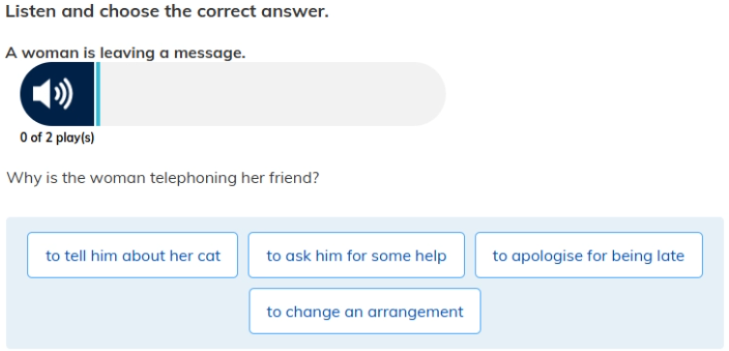 Listen and choose the correct answer.
A woman is leaving a message.
0 of 2 play(s)
Why is the woman telephoning her friend?
to tell him about her cat
to ask him for some help
to apologise for being late
to change an arrangement